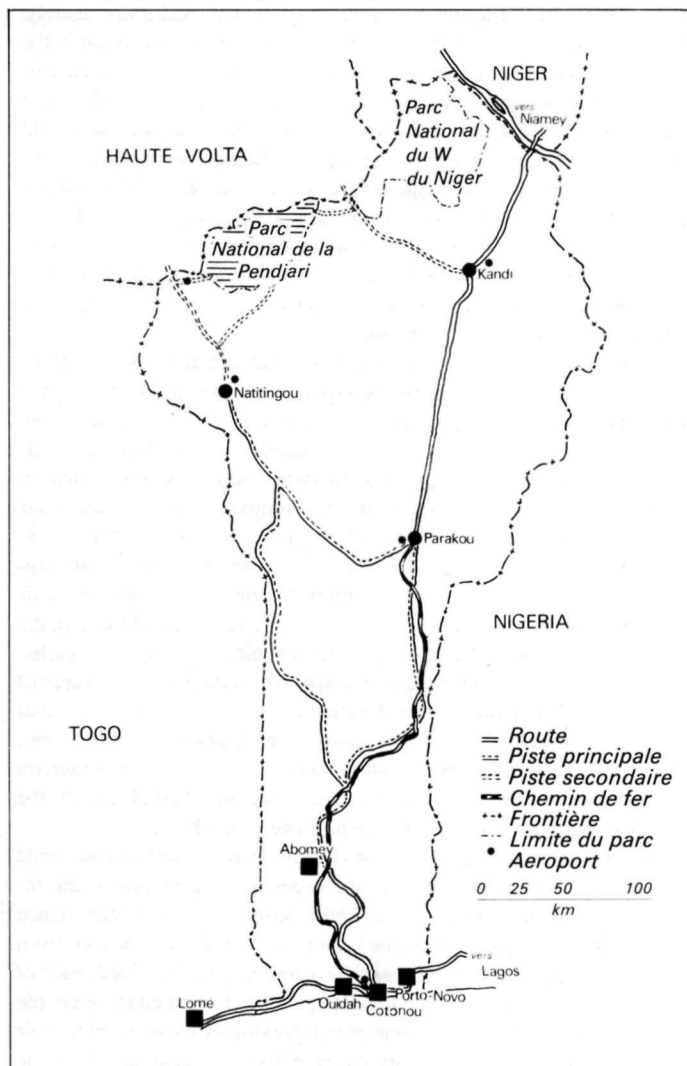 NIGER
vers
Niamey
Parc
National
du W
du Niger
HAUTE VOLTA
Parc
National de la
Pendjari
Kandi
Natitingou
Parakou
NIGERIA
TOGO
Route
Piste principale
Piste secondaire
Chemin de fer
Frontière
Limite du parc
Aeroport
0 25 50 100
km
Abomey
vers
Lagos
Porto-Novo
Ouidah
Cotonou
Lomé